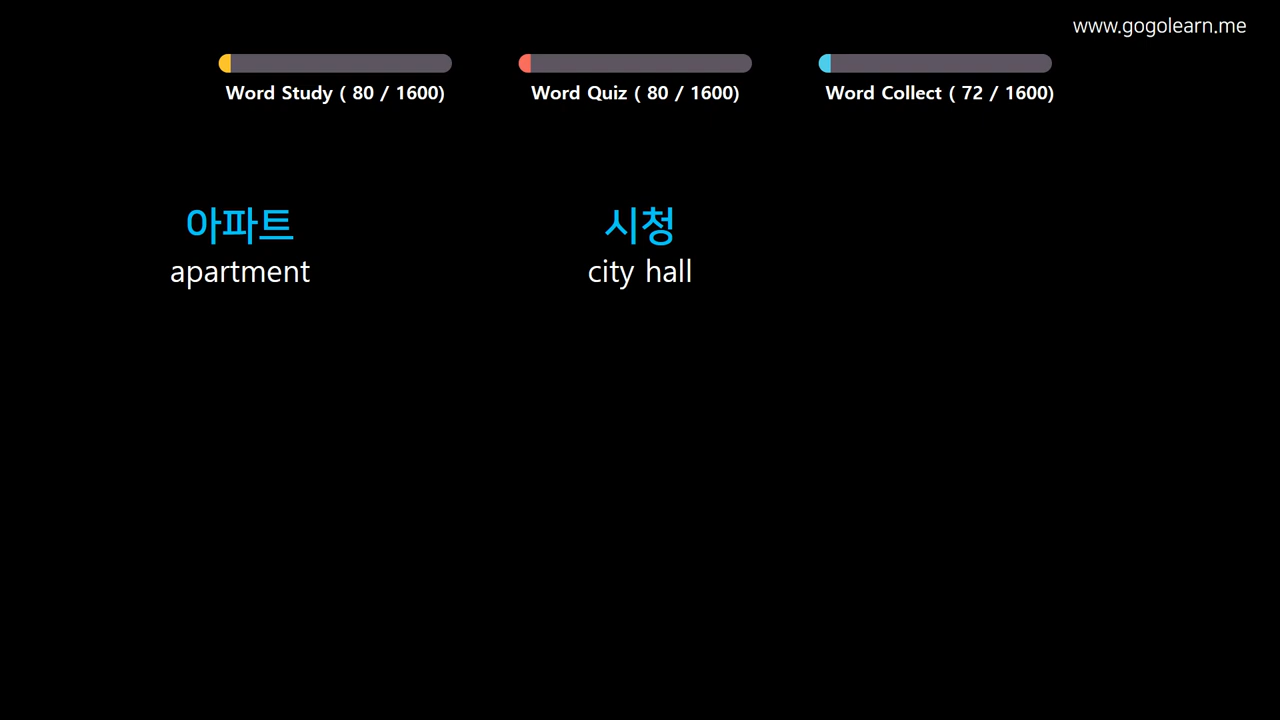 www.gogolearn.me
Word Study ( 80 / 1600)
Word Quiz ( 80 / 1600)
Word Collect ( 72 / 1600)
아파트
apartment
시청
city hall